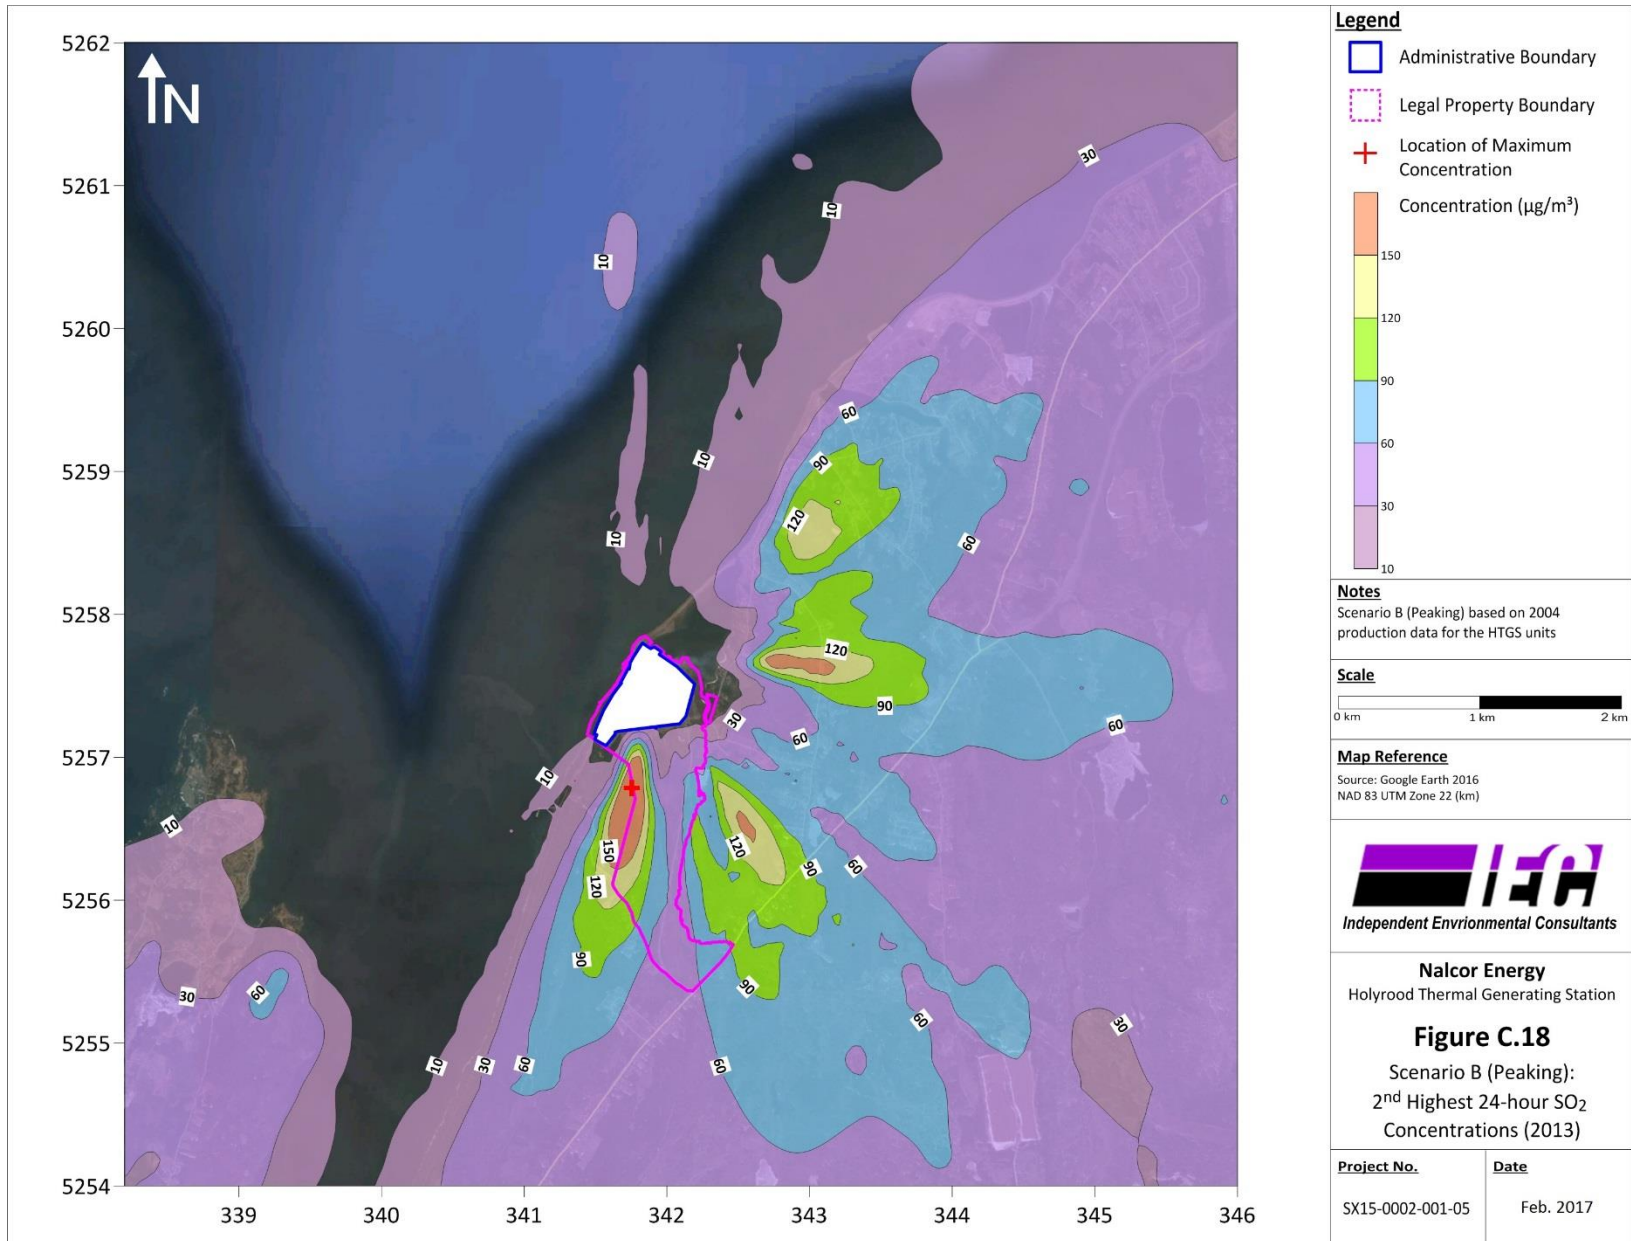 5262
5261
5260
5259
5258
5257
5256
5255
5254
339
340
341
342
343
344
345
346
N
30
10
10
10
10
10
60
90
120
60
120
90
60
30
60
10
150
120
90
120
90
60
90
60
60
30
10
30
60
10
30
60
Legend
Administrative Boundary
Legal Property Boundary
Location of Maximum
Concentration
Concentration (µg/m³)
150
120
90
60
30
10
Notes
Scenario B (Peaking) based on 2004
production data for the HTGS units
Scale
0 km 1 km 2 km
Map Reference
Source: Google Earth 2016
NAD 83 UTM Zone 22 (km)
IEC
Independent Envrionmental Consultants
Nalcor Energy
Holyrood Thermal Generating Station
Figure C.18
Scenario B (Peaking):
2nd Highest 24-hour SO2
Concentrations (2013)
Project No. Date
SX15-0002-001-05 Feb. 2017